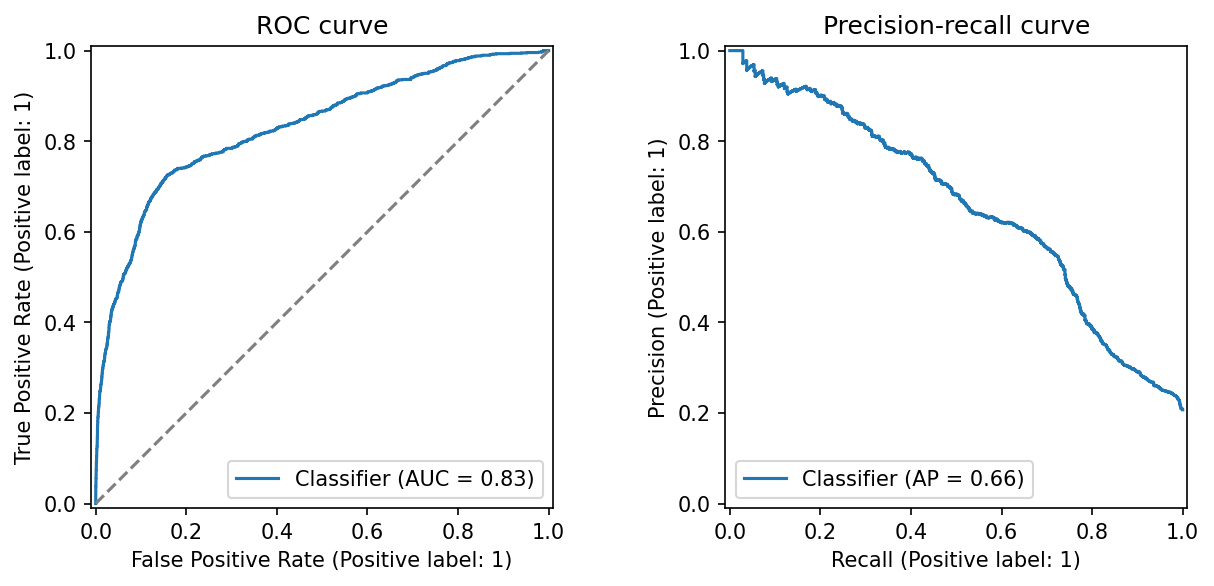 ROC curve
1.0
0.8
0.6
0.4
0.2
0.0
True Positive Rate (Positive label: 1)
Classifier (AUC = 0.83)
0.0 0.2 0.4 0.6 0.8 1.0
False Positive Rate (Positive label: 1)
Precision-recall curve
1.0
0.8
0.6
0.4
0.2
0.0
Precision (Positive label: 1)
Classifier (AP = 0.66)
0.0 0.2 0.4 0.6 0.8 1.0
Recall (Positive label: 1)